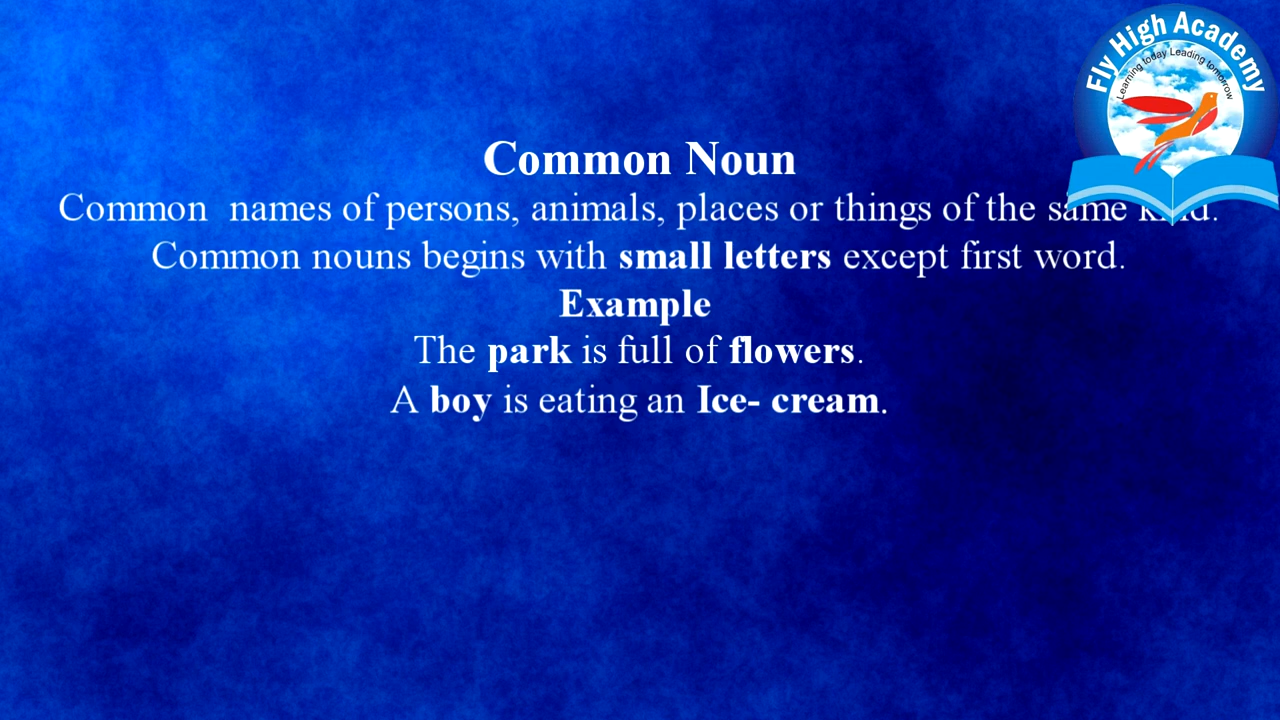 Fly High Academy
Learning today Leading tomorrow
Common Noun
Common  names of persons, animals, places or things of the same
Common nouns begins with small letters except first word.
Example
The park is full of flowers.
A boy is eating an Ice- cream.